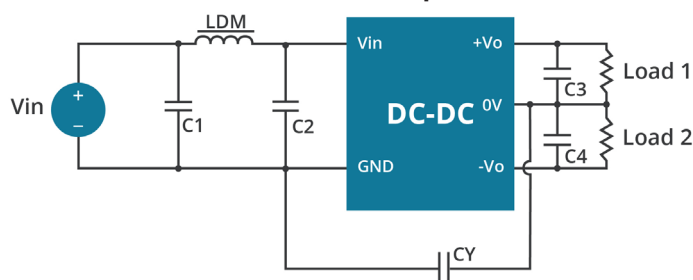 LDM
Vin
+
−
C1
C2
Vin
GND
DC-DC
+Vo
0V
-Vo
C3
C4
Load 1
Load 2
CY